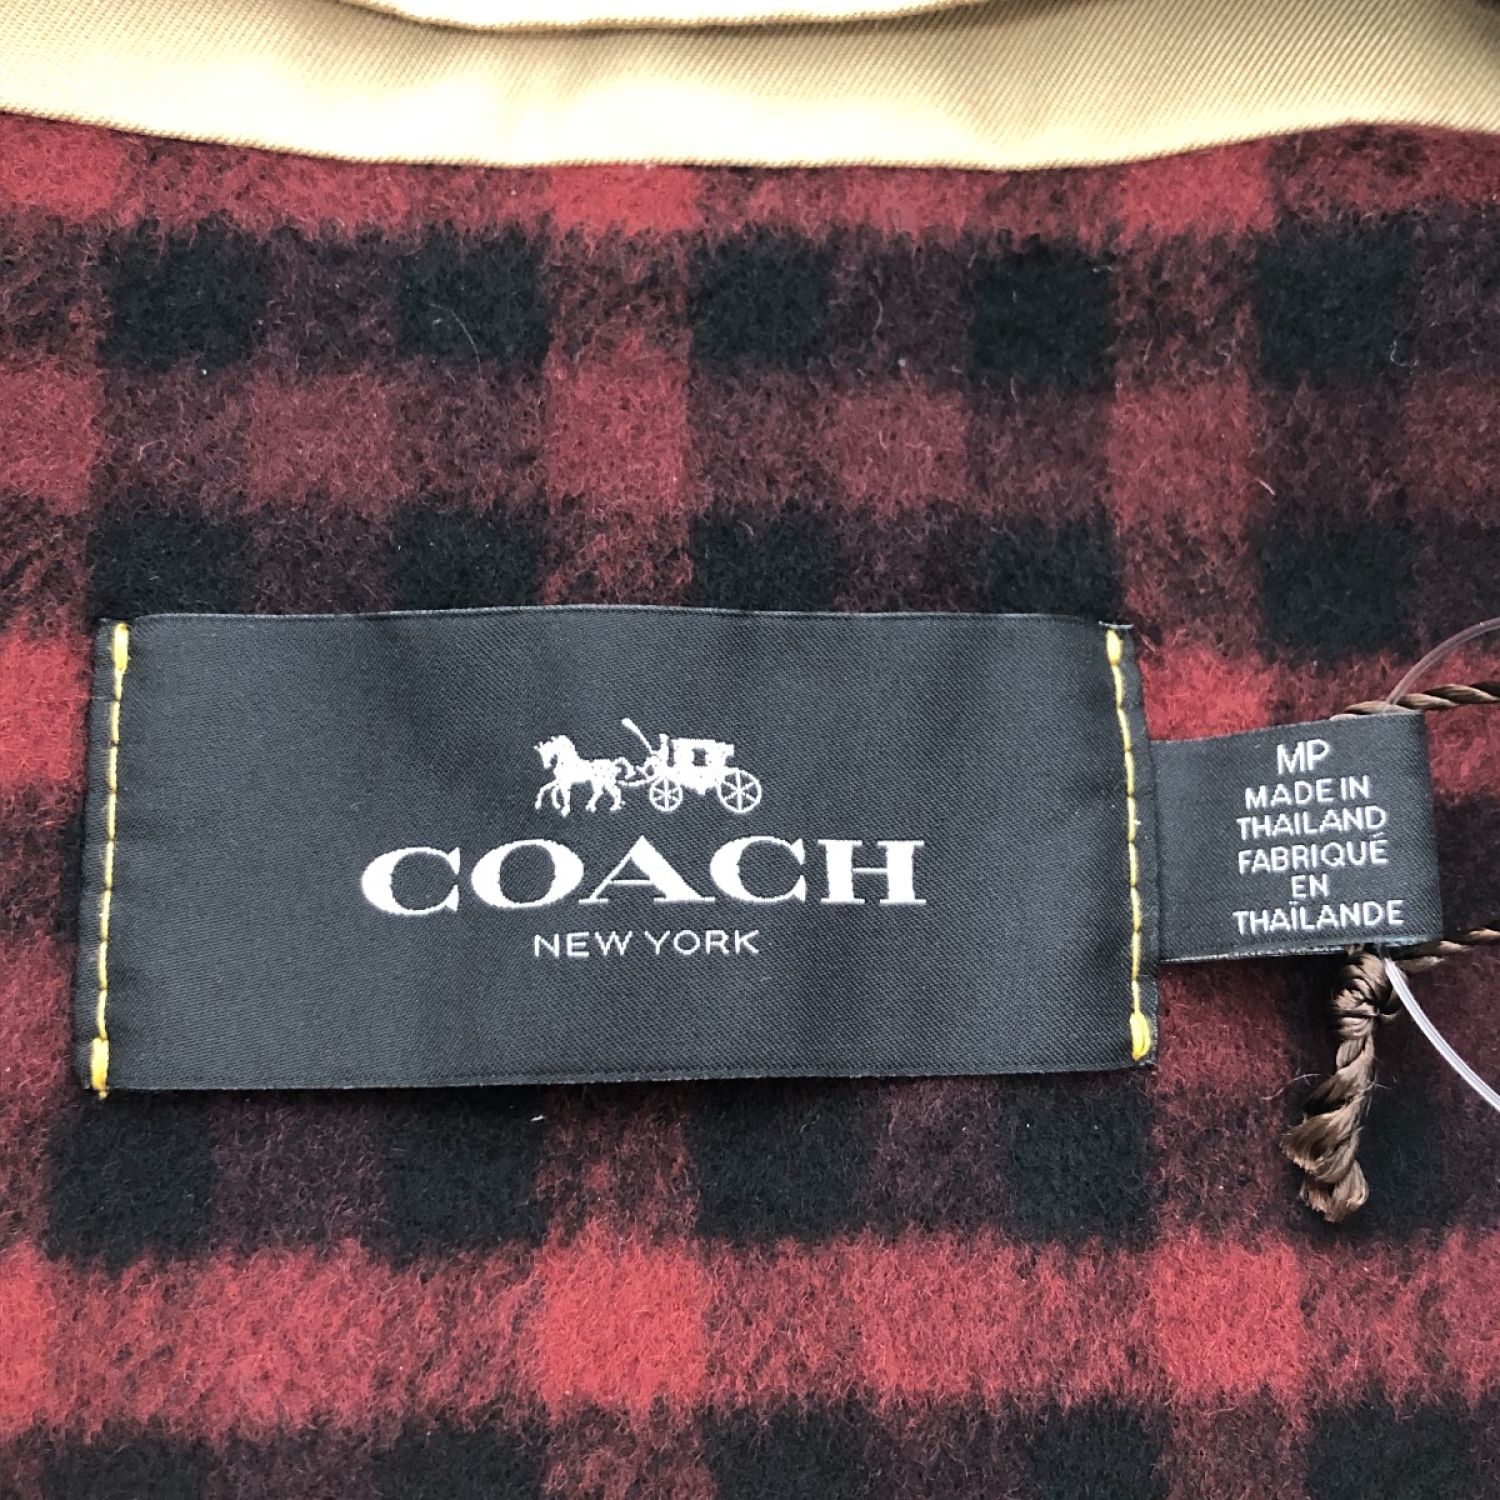 COACH
NEW YORK
MP
MADE IN
THAILAND
FABRIQUÉ
EN
THAÏLANDE